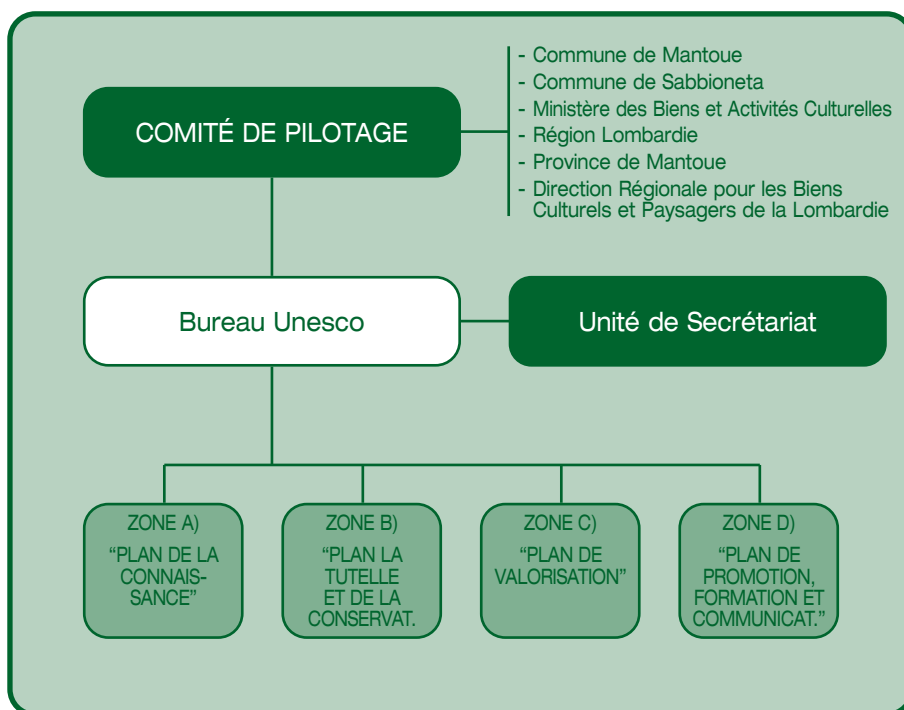 COMITÉ DE PILOTAGE
- Commune de Mantoue
- Commune de Sabbioneta
- Ministère des Biens et Activités Culturelles
- Région Lombardie
- Province de Mantoue
- Direction Régionale pour les Biens
Culturels et Paysagers de la Lombardie
Bureau Unesco
Unité de Secrétariat
ZONE A)
“PLAN DE LA
CONNAIS-
SANCE”
ZONE B)
“PLAN LA
TUTELLE
ET DE LA
CONSERVAT.
ZONE C)
“PLAN DE
VALORISATION”
ZONE D)
“PLAN DE
PROMOTION,
FORMATION ET
COMMUNICAT.”